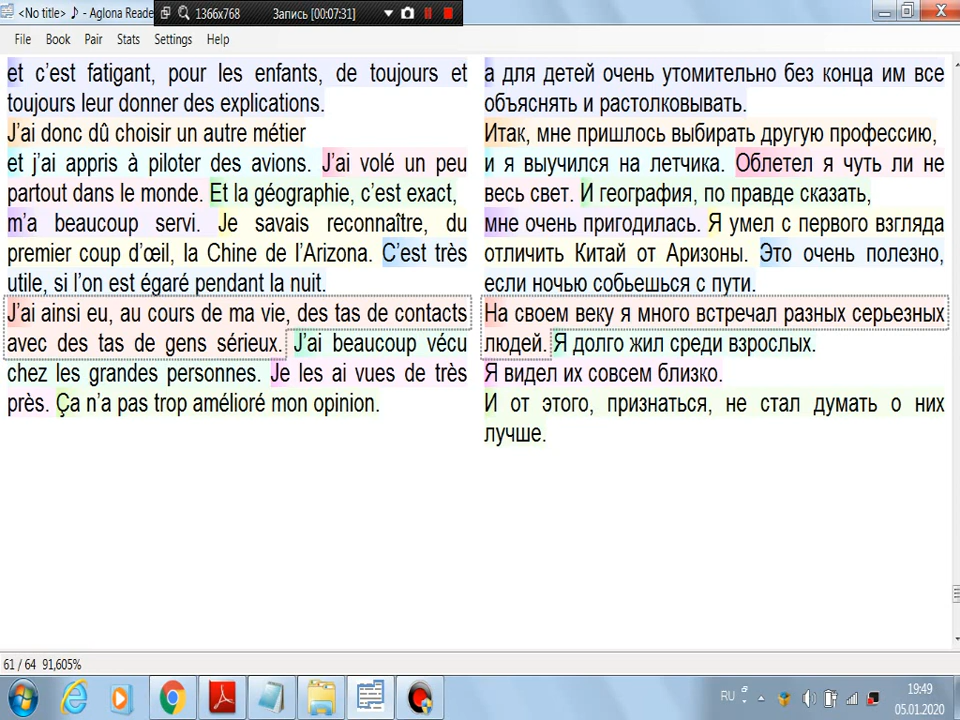 <No title> ♪ - Aglona Reade
1366x768
Запись [00:07:31]
File Book Pair Stats Settings Help
et c’est fatigant, pour les enfants, de toujours et
toujours leur donner des explications.
J’ai donc dû choisir un autre métier
et j’ai appris à piloter des avions. J’ai volé un peu
partout dans le monde. Et la géographie, c’est exact,
m’a beaucoup servi. Je savais reconnaître, du
premier coup d’œil, la Chine de l’Arizona. C’est très
utile, si l’on est égaré pendant la nuit.
J’ai ainsi eu, au cours de ma vie, des tas de contacts
avec des tas de gens sérieux. J’ai beaucoup vécu
chez les grandes personnes. Je les ai vues de très
près. Ça n’a pas trop amélioré mon opinion.
а для детей очень утомительно без конца им все
объяснять и растолковывать.
Итак, мне пришлось выбирать другую профессию,
и я выучился на летчика. Облетел я чуть ли не
весь свет. И география, по правде сказать,
мне очень пригодилась. Я умел с первого взгляда
отличить Китай от Аризоны. Это очень полезно,
если ночью собьешься с пути.
На своем веку я много встречал разных серьезных
людей. Я долго жил среди взрослых.
Я видел их совсем близко.
И от этого, признаться, не стал думать о них
лучше.
61 / 64 91,605%
RU
19:49
05.01.2020